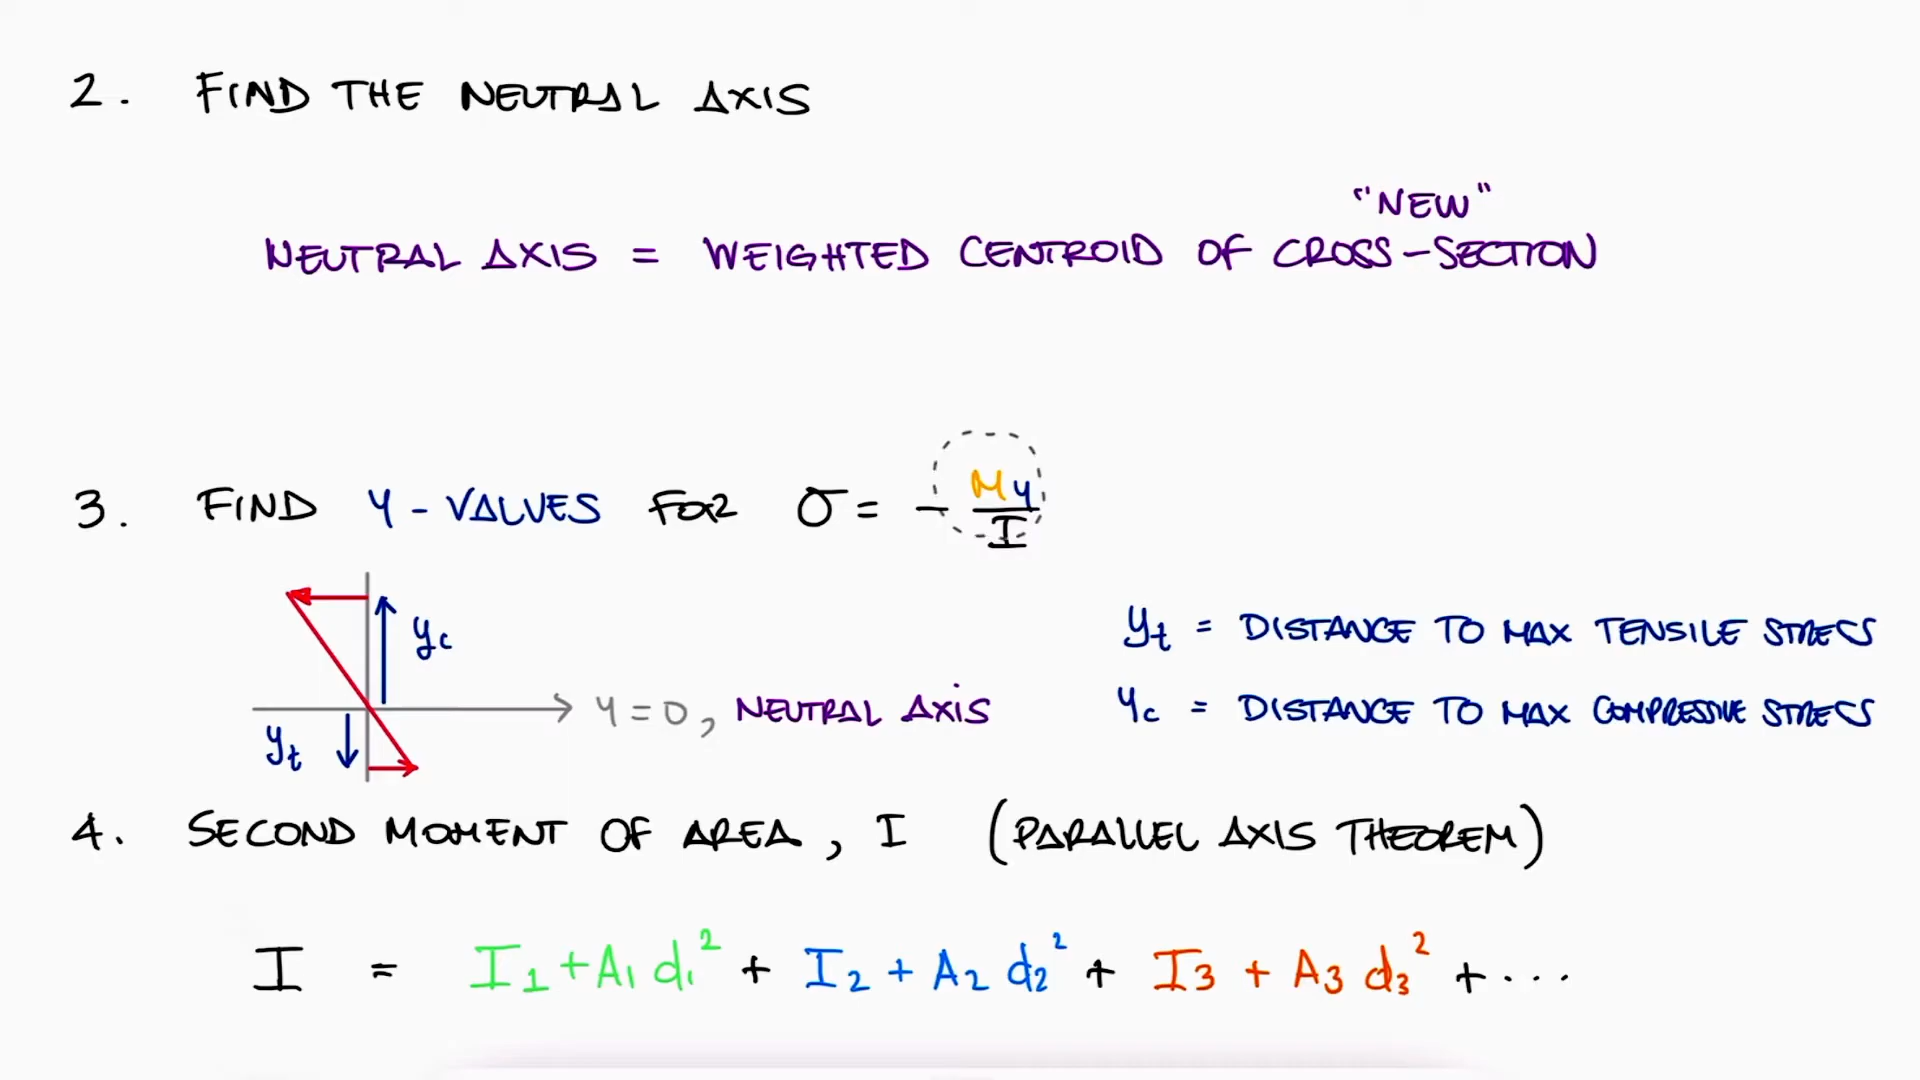 2. FIND THE NEUTRAL AXIS
"NEW"
NEUTRAL AXIS = WEIGHTED CENTROID OF CROSS-SECTION
3. FIND Y-VALUES FOR σ = - My/I
yc
yt
Y=0, NEUTRAL AXIS
yt = DISTANCE TO MAX TENSILE STRESS
yc = DISTANCE TO MAX COMPRESSIVE STRESS
4. SECOND MOMENT OF AREA, I (PARALLEL AXIS THEOREM)
I = I1+A1 d1² + I2 + A2 d2² + I3 + A3 d3² + ...